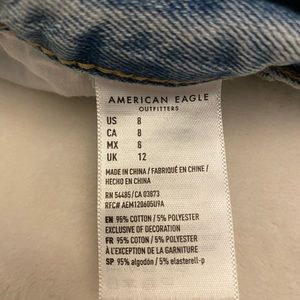 AMERICAN EAGLE
OUTFITTERS
US 8
CA 8
MX 8
UK 12
MADE IN CHINA / FABRIQUÉ EN CHINE /
HECHO EN CHINA
RN 54485/ CA 03873
RFC# AEM1206050U9A
EN 95% COTTON / 5% POLYESTER
EXCLUSIVE OF DECORATION
FR 95% COTTON / 5% POLYESTER
À L'EXCEPTION DE LA GARNITURE
SP 95% algodón / 5% elasterell-p